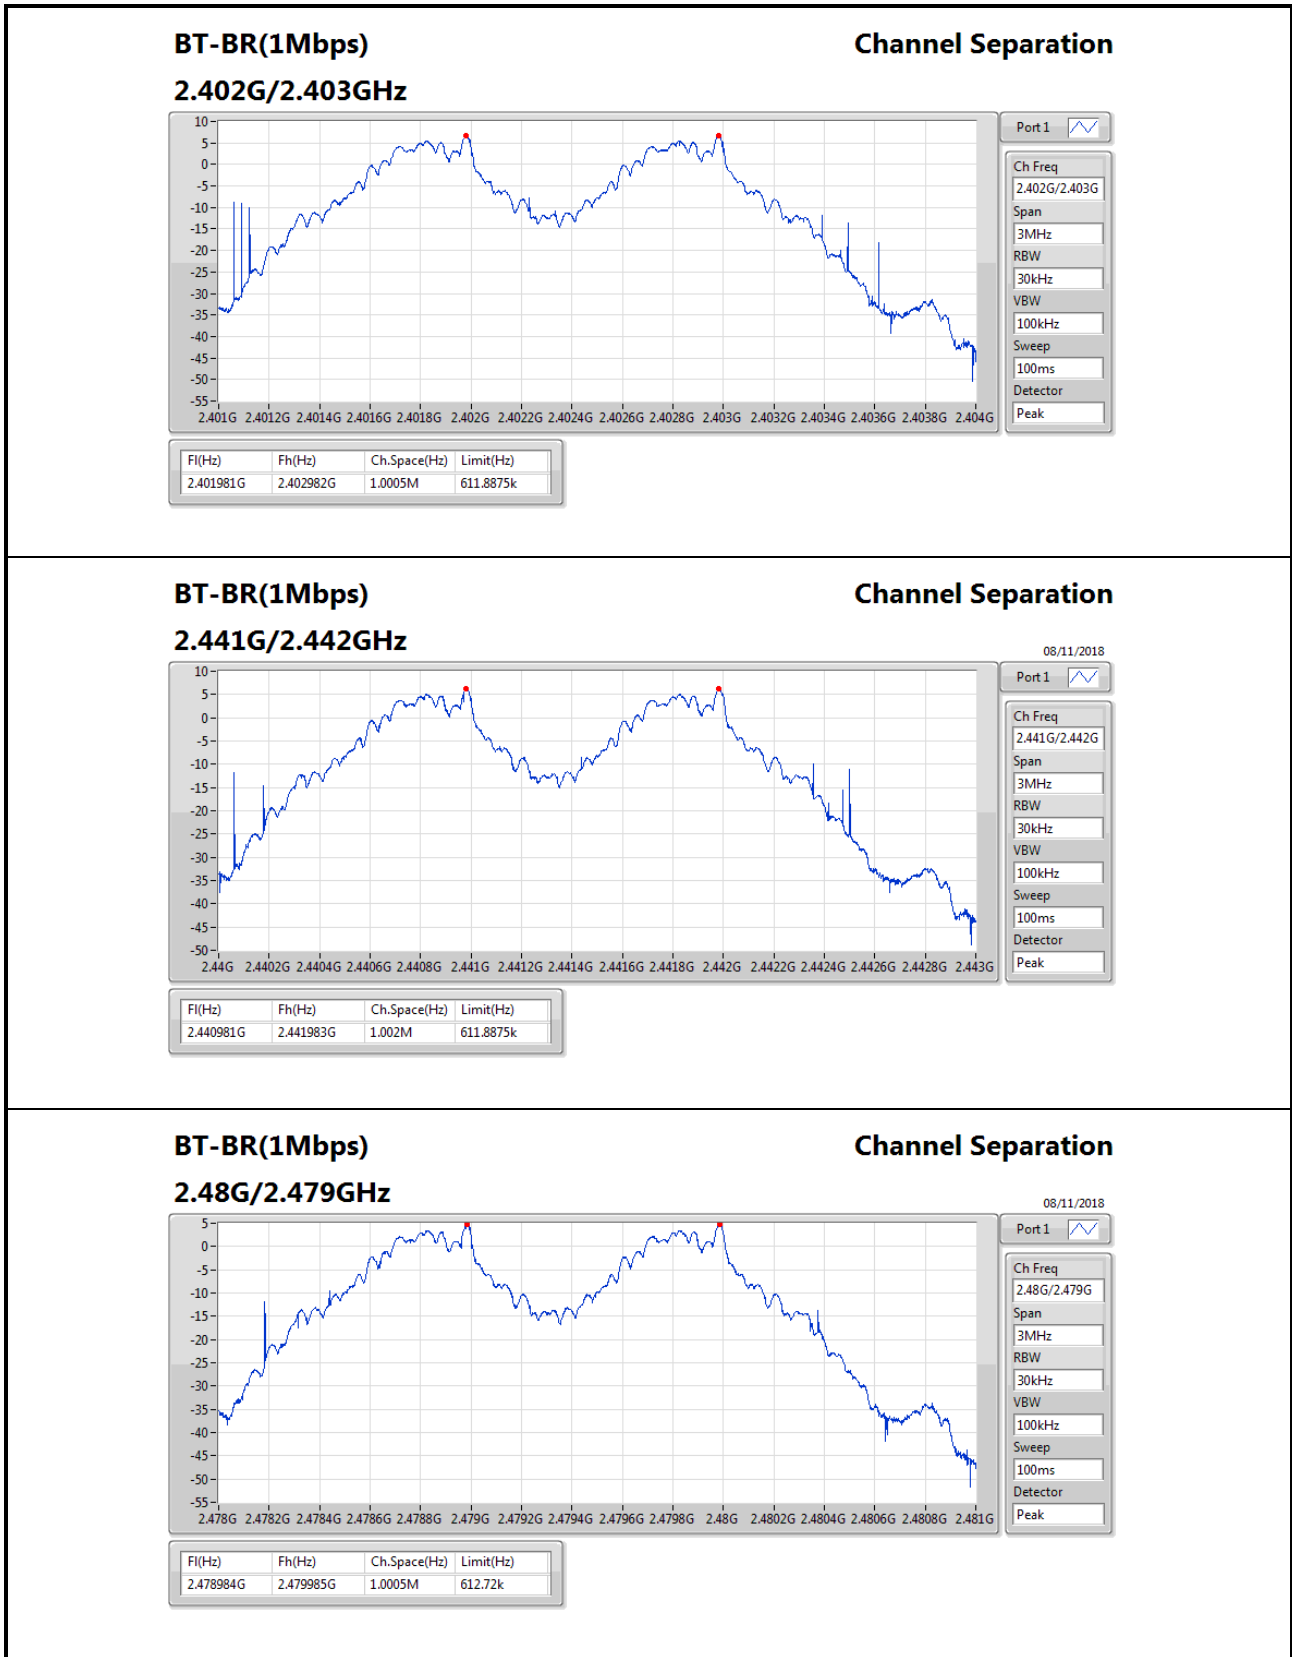 BT-BR(1Mbps) Channel Separation
2.402G/2.403GHz
10
5
0
-5
-10
-15
-20
-25
-30
-35
-40
-45
-50
-55
2.401G 2.4012G 2.4014G 2.4016G 2.4018G 2.402G 2.4022G 2.4024G 2.4026G 2.4028G 2.403G 2.4032G 2.4034G 2.4036G 2.4038G 2.404G
Port 1
Ch Freq
2.402G/2.403G
Span
3MHz
RBW
30kHz
VBW
100kHz
Sweep
100ms
Detector
Peak
Fl(Hz) Fh(Hz) Ch.Space(Hz) Limit(Hz)
2.401981G 2.402982G 1.0005M 611.8875k
BT-BR(1Mbps) Channel Separation
2.441G/2.442GHz
08/11/2018
10
5
0
-5
-10
-15
-20
-25
-30
-35
-40
-45
-50
2.44G 2.4402G 2.4404G 2.4406G 2.4408G 2.441G 2.4412G 2.4414G 2.4416G 2.4418G 2.442G 2.4422G 2.4424G 2.4426G 2.4428G 2.443G
Port 1
Ch Freq
2.441G/2.442G
Span
3MHz
RBW
30kHz
VBW
100kHz
Sweep
100ms
Detector
Peak
Fl(Hz) Fh(Hz) Ch.Space(Hz) Limit(Hz)
2.440981G 2.441983G 1.002M 611.8875k
BT-BR(1Mbps) Channel Separation
2.48G/2.479GHz
08/11/2018
5
0
-5
-10
-15
-20
-25
-30
-35
-40
-45
-50
-55
2.478G 2.4782G 2.4784G 2.4786G 2.4788G 2.479G 2.4792G 2.4794G 2.4796G 2.4798G 2.48G 2.4802G 2.4804G 2.4806G 2.4808G 2.481G
Port 1
Ch Freq
2.48G/2.479G
Span
3MHz
RBW
30kHz
VBW
100kHz
Sweep
100ms
Detector
Peak
Fl(Hz) Fh(Hz) Ch.Space(Hz) Limit(Hz)
2.478984G 2.479985G 1.0005M 612.72k